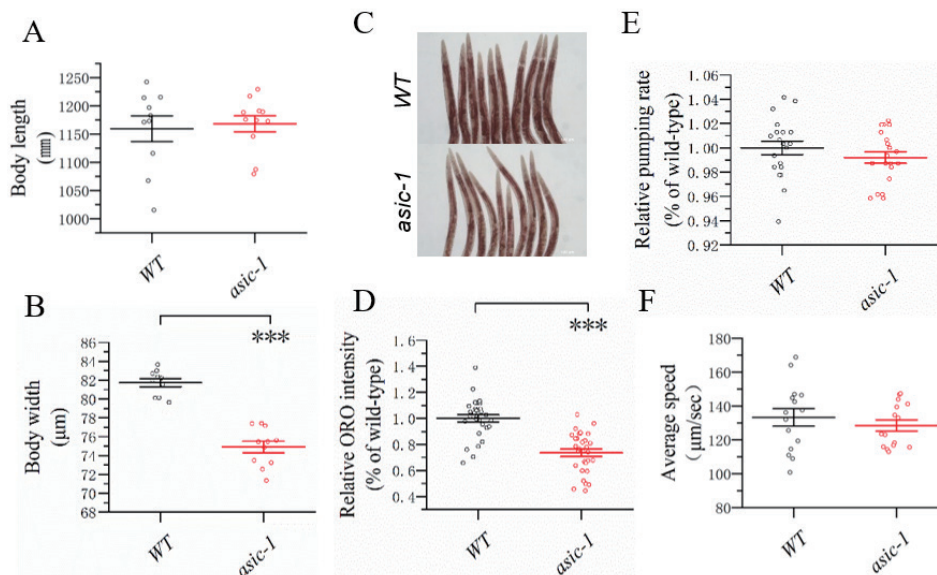 A
Body length
(mm)
1250
1200
1150
1100
1050
1000
WT
asic-1
B
Body width
(μm)
86
84
82
80
78
76
74
72
70
68
***
WT
asic-1
C
WT
asic-1
D
Relative ORO intensity
(% of wild-type)
1.6
1.4
1.2
1.0
0.8
0.6
0.4
***
WT
asic-1
E
Relative pumping rate
(% of wild-type)
1.06
1.04
1.02
1.00
0.98
0.96
0.94
0.92
WT
asic-1
F
Average speed
(μm/sec)
180
160
140
120
100
80
WT
asic-1